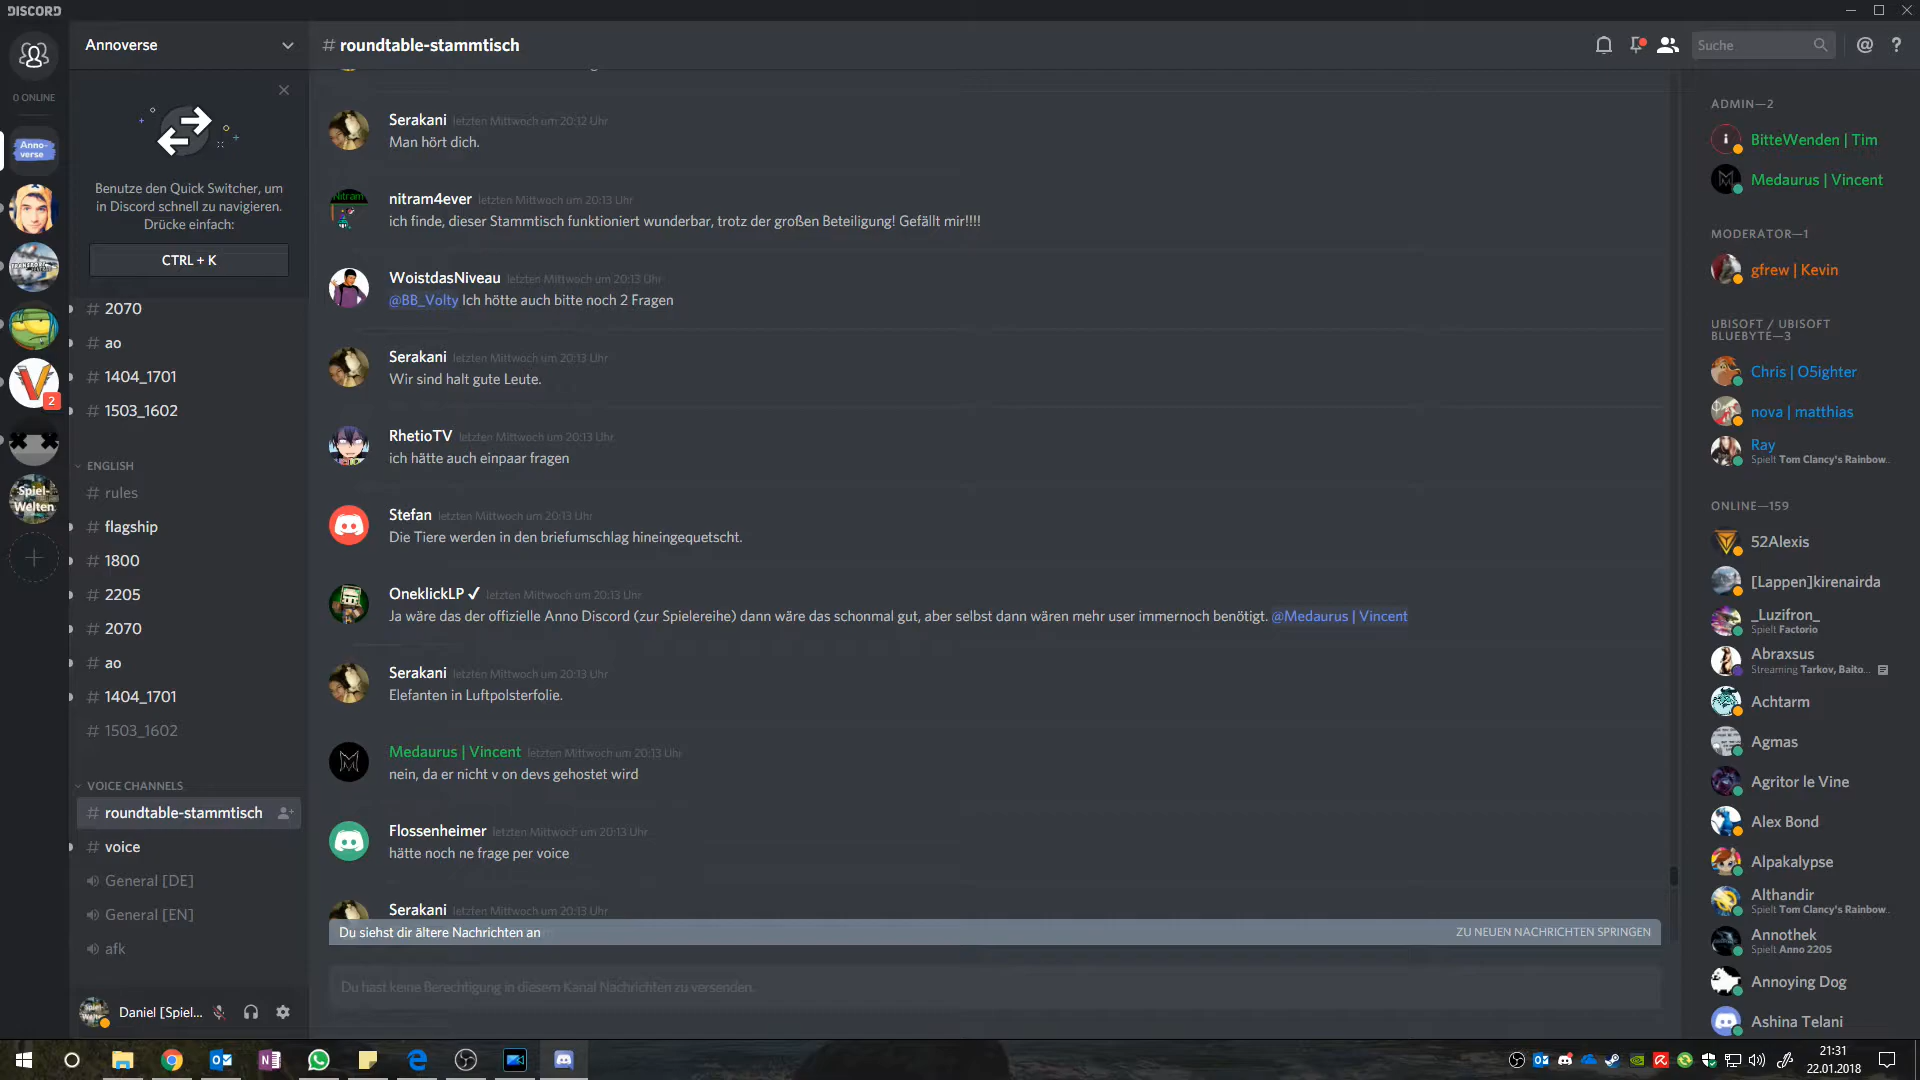 DISCORD
Annoverse
# roundtable-stammtisch
Suche
0 ONLINE
Anno-
verse
TRANSPORT
FEVER
V
2
Spiel-
Welten
Benutze den Quick Switcher, um
in Discord schnell zu navigieren.
Drücke einfach:
CTRL + K
# 2070
# ao
# 1404_1701
# 1503_1602
ENGLISH
# rules
# flagship
# 1800
# 2205
# 2070
# ao
# 1404_1701
# 1503_1602
VOICE CHANNELS
# roundtable-stammtisch
# voice
General [DE]
General [EN]
afk
Daniel [Spiel...
Serakani letzten Mittwoch um 20:12 Uhr
Man hört dich.
Nitram
nitram4ever letzten Mittwoch um 20:13 Uhr
ich finde, dieser Stammtisch funktioniert wunderbar, trotz der großen Beteiligung! Gefällt mir!!!!
WoistdasNiveau letzten Mittwoch um 20:13 Uhr
@BB_Volty Ich hötte auch bitte noch 2 Fragen
Serakani letzten Mittwoch um 20:13 Uhr
Wir sind halt gute Leute.
RhetioTV letzten Mittwoch um 20:13 Uhr
ich hätte auch einpaar fragen
Stefan letzten Mittwoch um 20:13 Uhr
Die Tiere werden in den briefumschlag hineingequetscht.
OneklickLP ✓ letzten Mittwoch um 20:13 Uhr
Ja wäre das der offizielle Anno Discord (zur Spielereihe) dann wäre das schonmal gut, aber selbst dann wären mehr user immernoch benötigt. @Medaurus | Vincent
Serakani letzten Mittwoch um 20:13 Uhr
Elefanten in Luftpolsterfolie.
Medaurus | Vincent letzten Mittwoch um 20:13 Uhr
nein, da er nicht v on devs gehostet wird
Flossenheimer letzten Mittwoch um 20:13 Uhr
hätte noch ne frage per voice
Serakani letzten Mittwoch um 20:13 Uhr
Du siehst dir ältere Nachrichten an ZU NEUEN NACHRICHTEN SPRINGEN
Du hast keine Berechtigung in diesem Kanal Nachrichten zu versenden.
ADMIN—2
BitteWenden | Tim
Medaurus | Vincent
MODERATOR—1
gfrew | Kevin
UBISOFT / UBISOFT
BLUEBYTE—3
Chris | O5ighter
nova | matthias
Ray
Spielt Tom Clancy's Rainbow...
ONLINE—159
52Alexis
[Lappen]kirenairda
_Luzifron_
Spielt Factorio
Abraxsus
Streaming Tarkov, Baito...
Achtarm
Agmas
Agritor le Vine
Alex Bond
Alpakalypse
Althandir
Spielt Tom Clancy's Rainbow...
Annothek
Spielt Anno 2205
Annoying Dog
Ashina Telani
21:31
22.01.2018